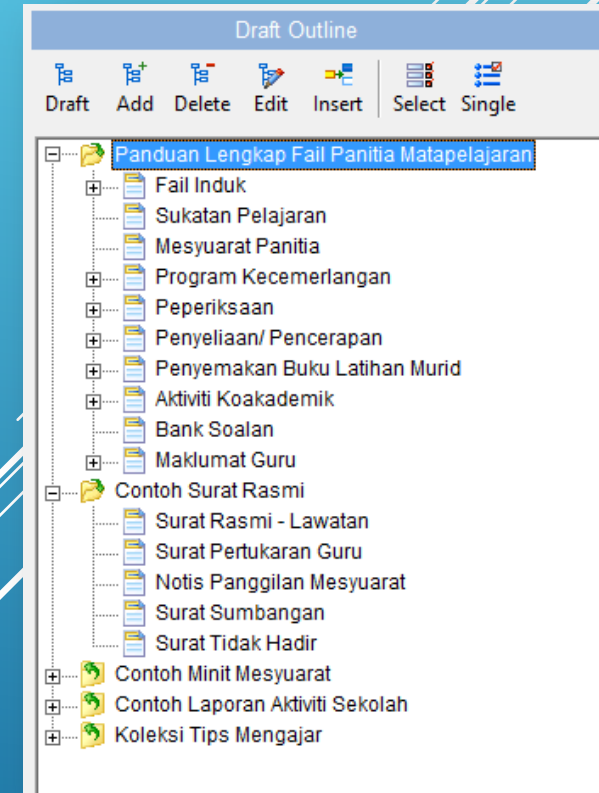 Draft Outline
Draft Add Delete Edit Insert Select Single
Panduan Lengkap Fail Panitia Matapelajaran
Fail Induk
Sukatan Pelajaran
Mesyuarat Panitia
Program Kecemerlangan
Peperiksaan
Penyeliaan/ Pencerapan
Penyemakan Buku Latihan Murid
Aktiviti Koakademik
Bank Soalan
Maklumat Guru
Contoh Surat Rasmi
Surat Rasmi - Lawatan
Surat Pertukaran Guru
Notis Panggilan Mesyuarat
Surat Sumbangan
Surat Tidak Hadir
Contoh Minit Mesyuarat
Contoh Laporan Aktiviti Sekolah
Koleksi Tips Mengajar